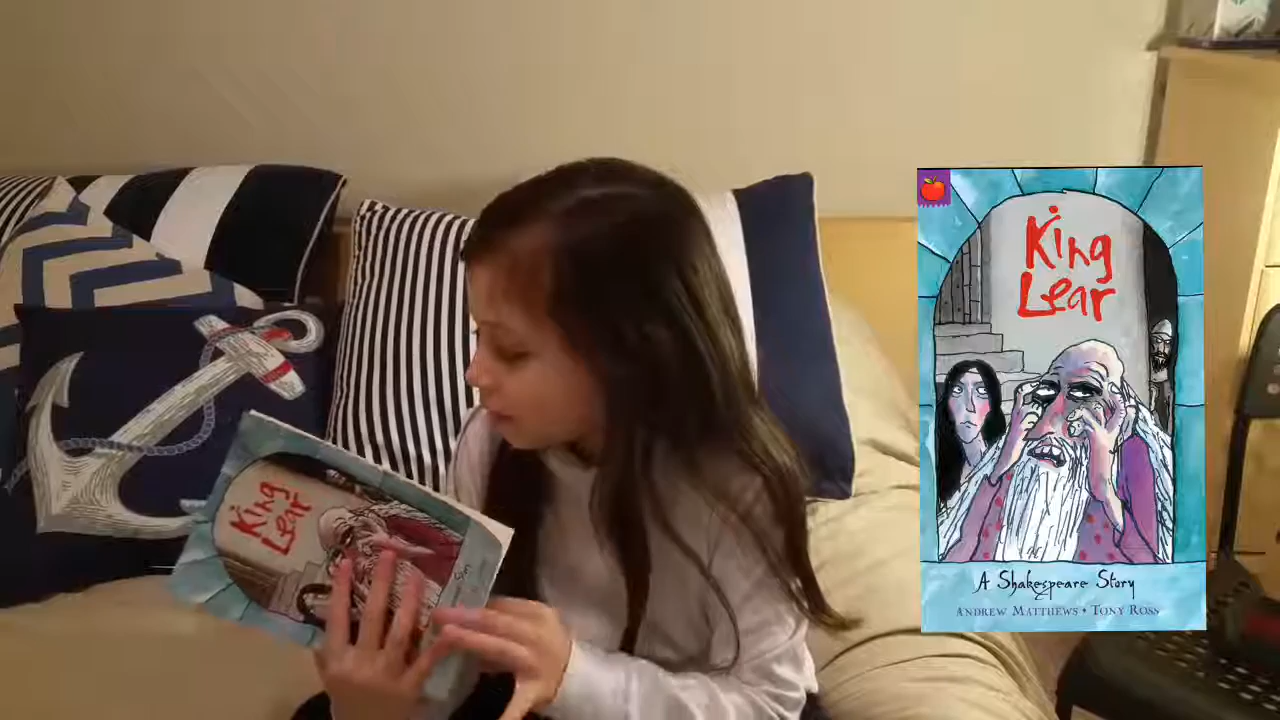 King
Lear
King
Lear
A Shakespeare Story
ANDREW MATTHEWS • TONY ROSS